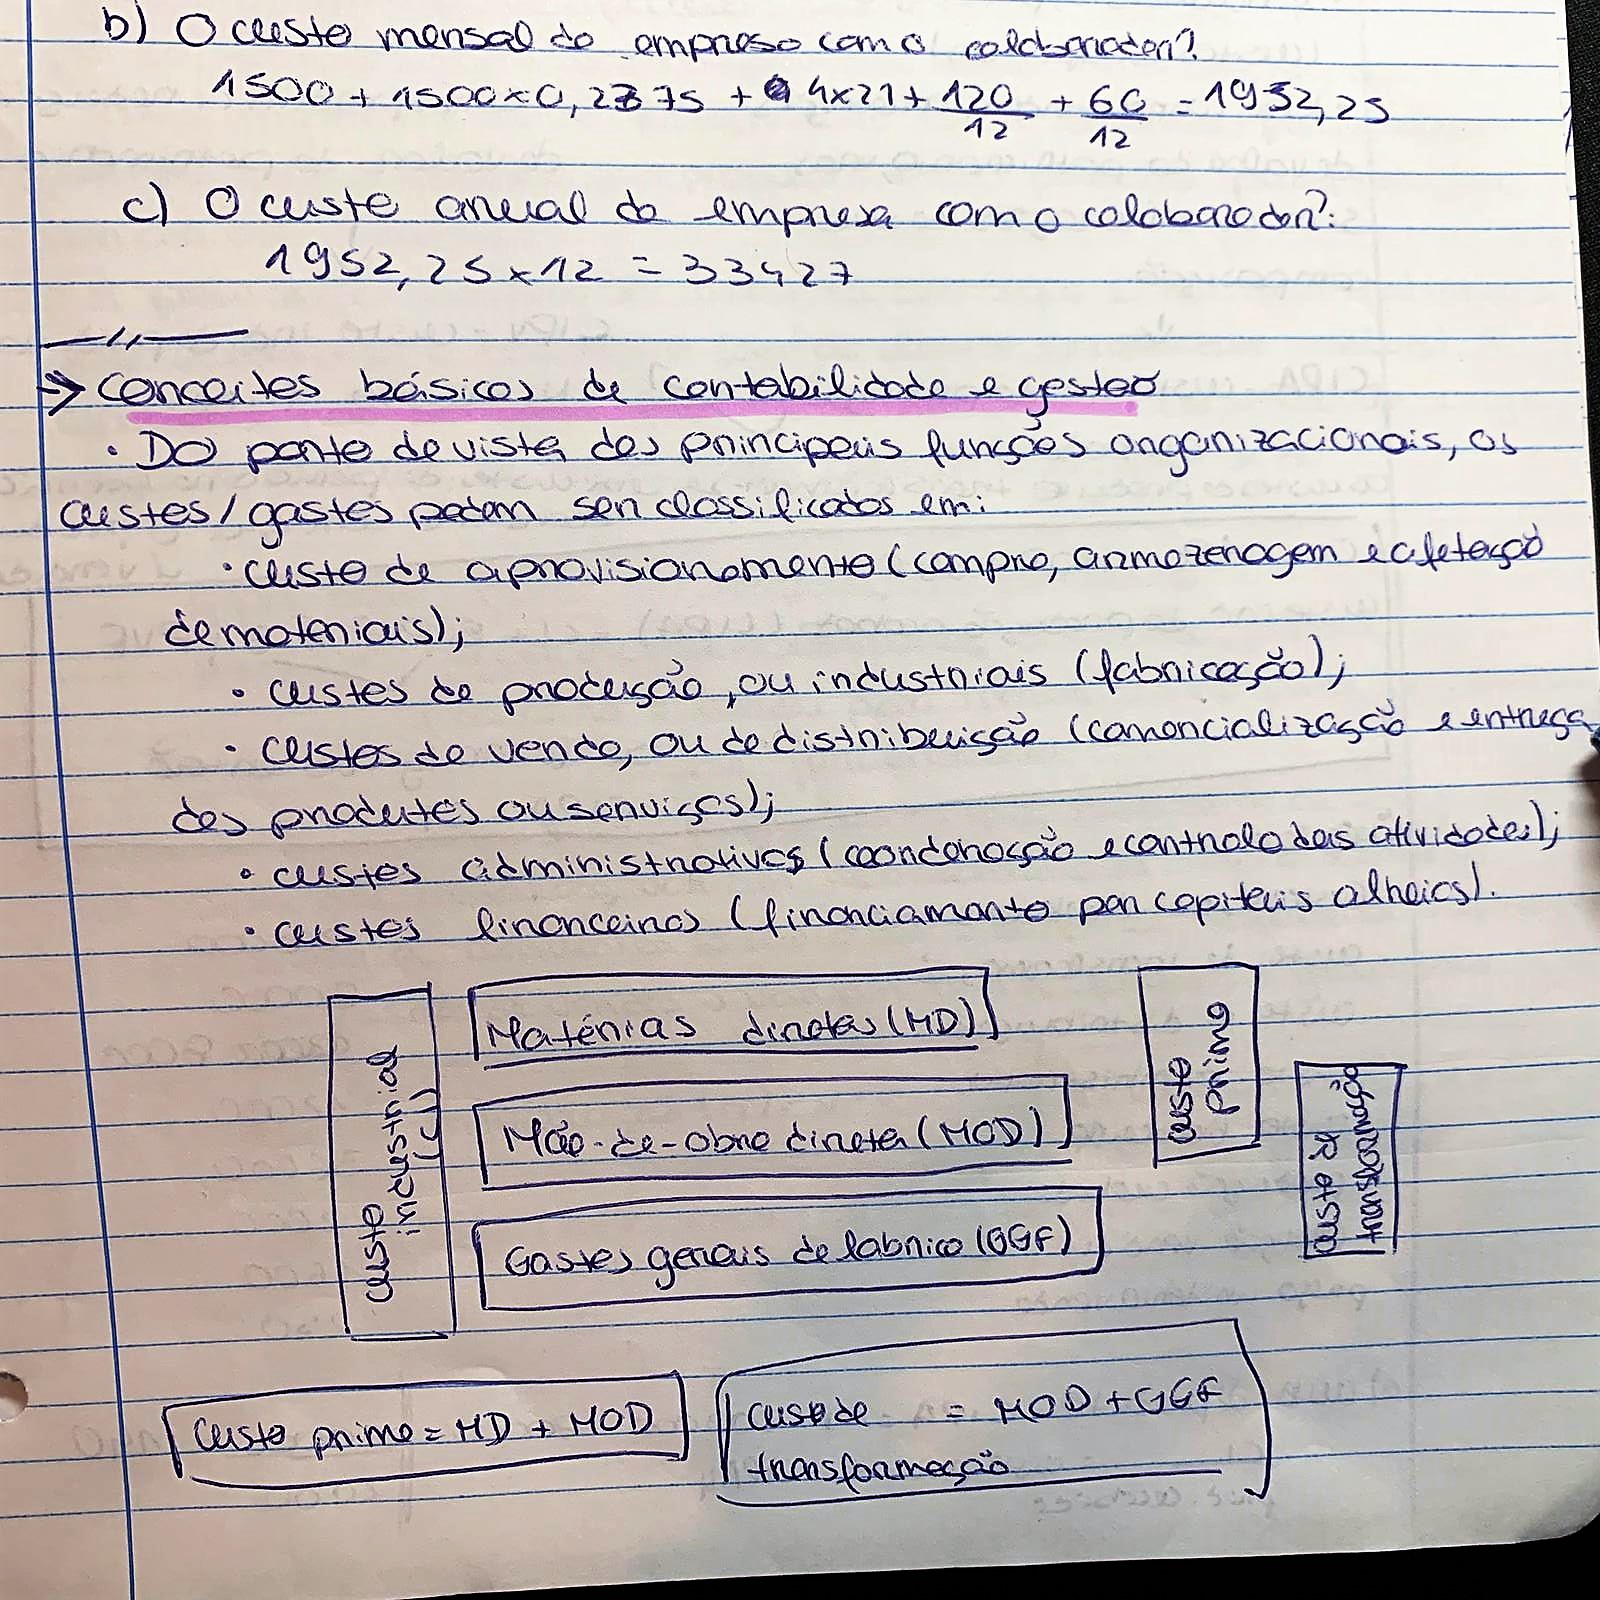 b) O custo mensal da empresa com o colaborador?
1500 + 1500 × 0,2375 + 4 × 21 + 120/12 + 60/12 = 1952,25
c) O custo anual da empresa com o colaborador?:
1952,25 × 12 = 33427
→ Conceitos básicos de contabilidade e gestão
• Do ponto de vista das principais funções organizacionais, os
custos/gastos podem ser classificados em:
• custo de aprovisionamento (compra, armazenagem e afetação
de materiais);
• custos de produção, ou industriais (fabricação);
• custos de venda, ou de distribuição (comercialização e entrega
dos produtos ou serviços);
• custos administrativos (coordenação e controlo das atividades);
• custos financeiros (financiamento por capitais alheios).
custo industrial (CI)
Matérias diretas (MD)
Mão-de-obra direta (MOD)
Gastos gerais de fabrico (GGF)
custo primo
custo de transformação
Custo primo = MD + MOD
custo de = MOD + GGF
transformação